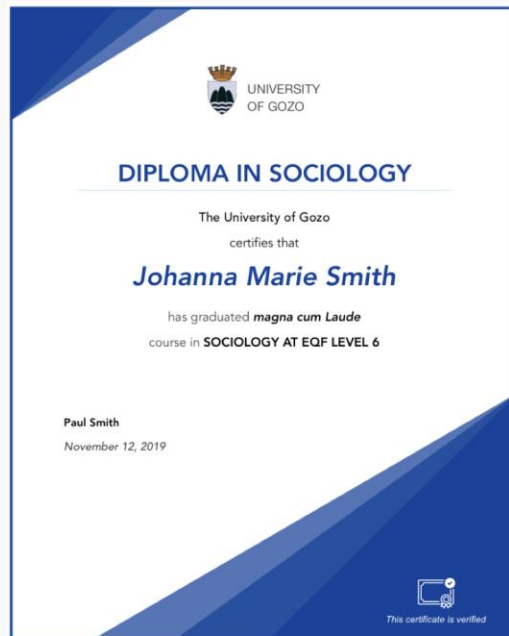 UNIVERSITY
OF GOZO
DIPLOMA IN SOCIOLOGY
The University of Gozo
certifies that
Johanna Marie Smith
has graduated magna cum Laude
course in SOCIOLOGY AT EQF LEVEL 6
Paul Smith
November 12, 2019
This certificate is verified